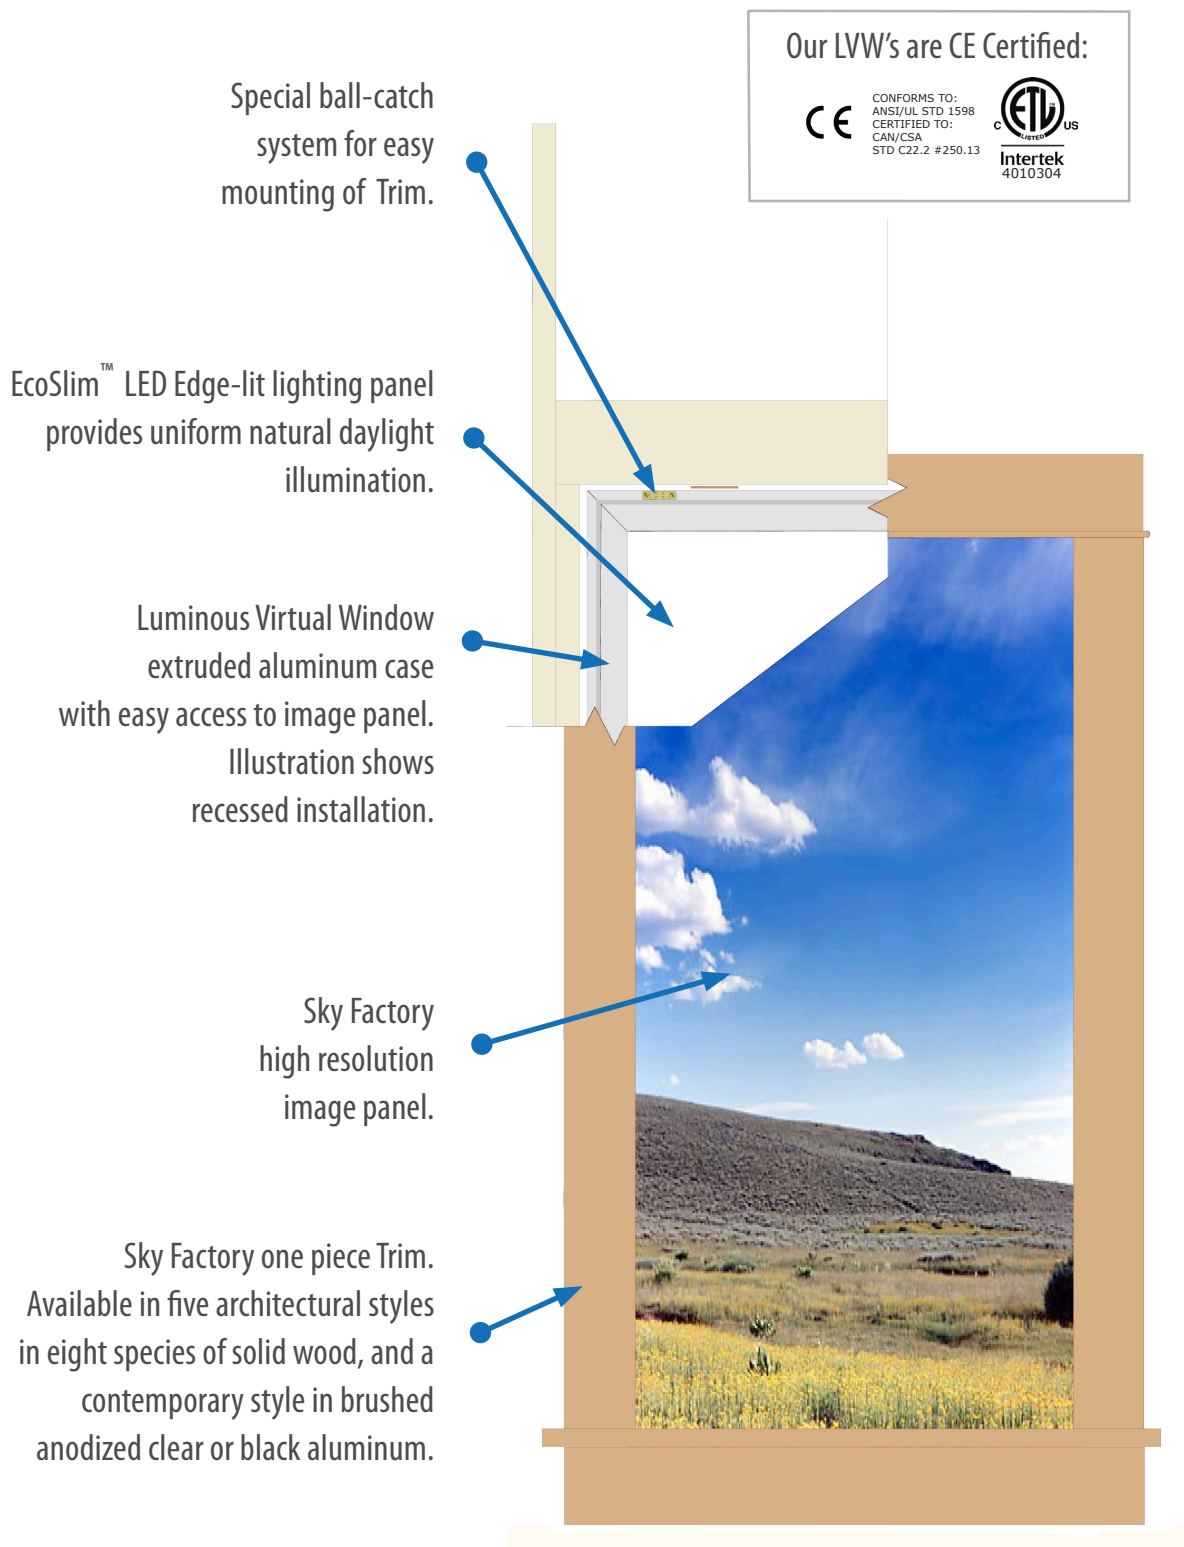 Our LVW's are CE Certified:
CE
CONFORMS TO:
ANSI/UL STD 1598
CERTIFIED TO:
CAN/CSA
STD C22.2 #250.13
ETL
C US
LISTED
Intertek
4010304
Special ball-catch
system for easy
mounting of Trim.
EcoSlim™ LED Edge-lit lighting panel
provides uniform natural daylight
illumination.
Luminous Virtual Window
extruded aluminum case
with easy access to image panel.
Illustration shows
recessed installation.
Sky Factory
high resolution
image panel.
Sky Factory one piece Trim.
Available in five architectural styles
in eight species of solid wood, and a
contemporary style in brushed
anodized clear or black aluminum.